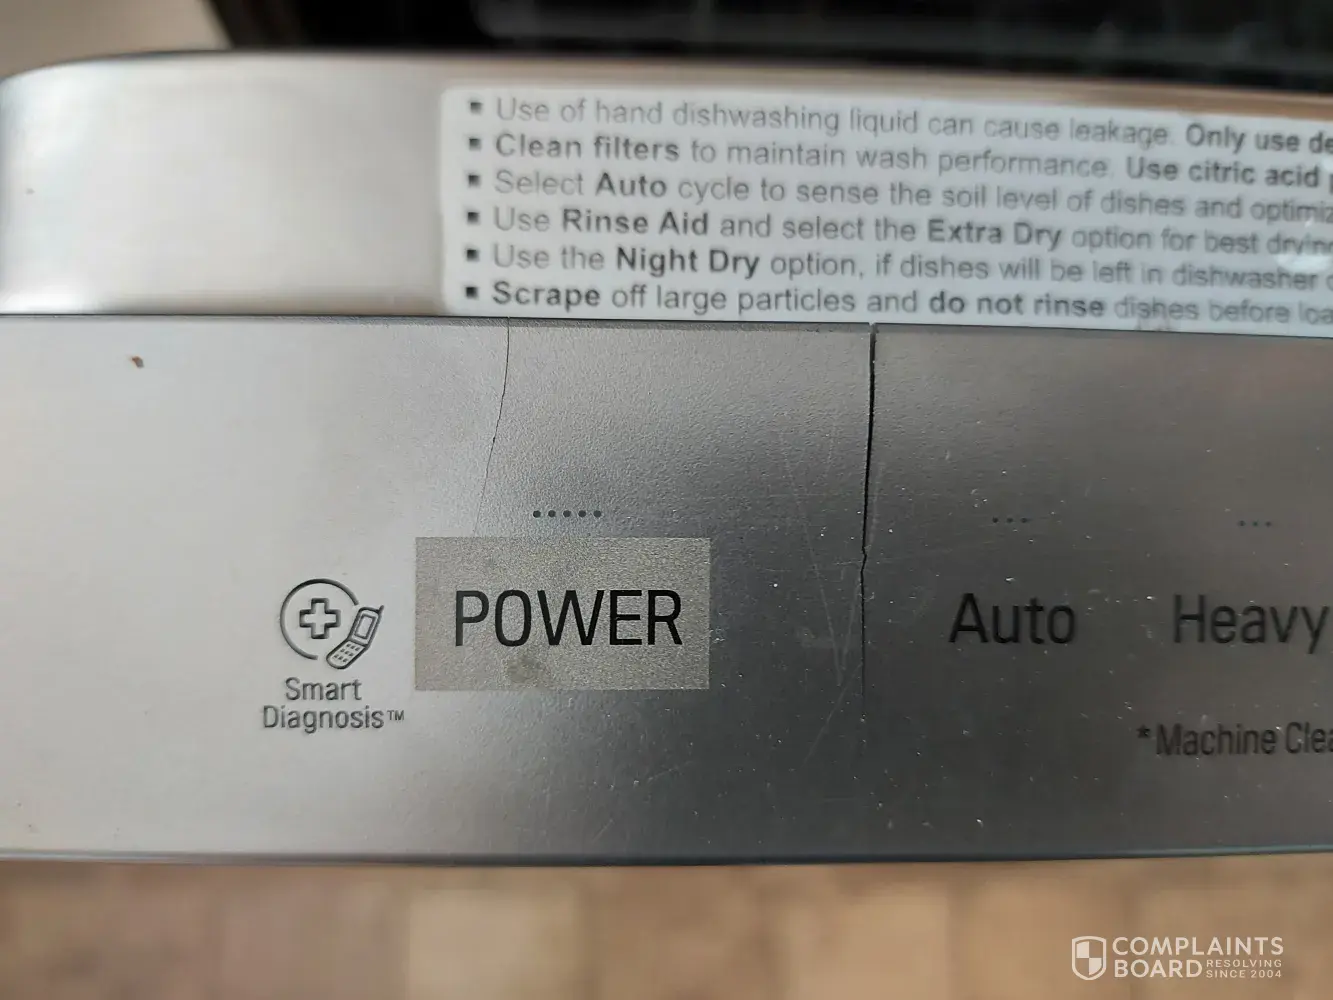 ▪ Use of hand dishwashing liquid can cause leakage. Only use de
▪ Clean filters to maintain wash performance. Use citric acid
▪ Select Auto cycle to sense the soil level of dishes and optimiz
▪ Use Rinse Aid and select the Extra Dry option for best drying
▪ Use the Night Dry option, if dishes will be left in dishwasher
▪ Scrape off large particles and do not rinse dishes before loa
POWER
Auto
Heavy
Smart
Diagnosis™
*Machine Clea
COMPLAINTS
BOARD RESOLVING
SINCE 2004